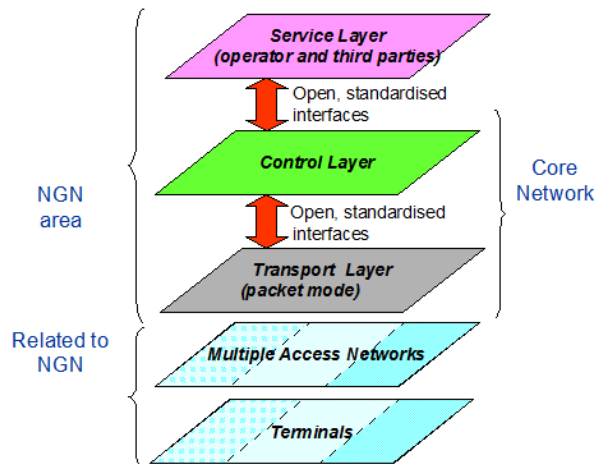 Service Layer
(operator and third parties)
Open, standardised
interfaces
Control Layer
Core
Network
NGN
area
Open, standardised
interfaces
Transport Layer
(packet mode)
Related to
NGN
Multiple Access Networks
Terminals